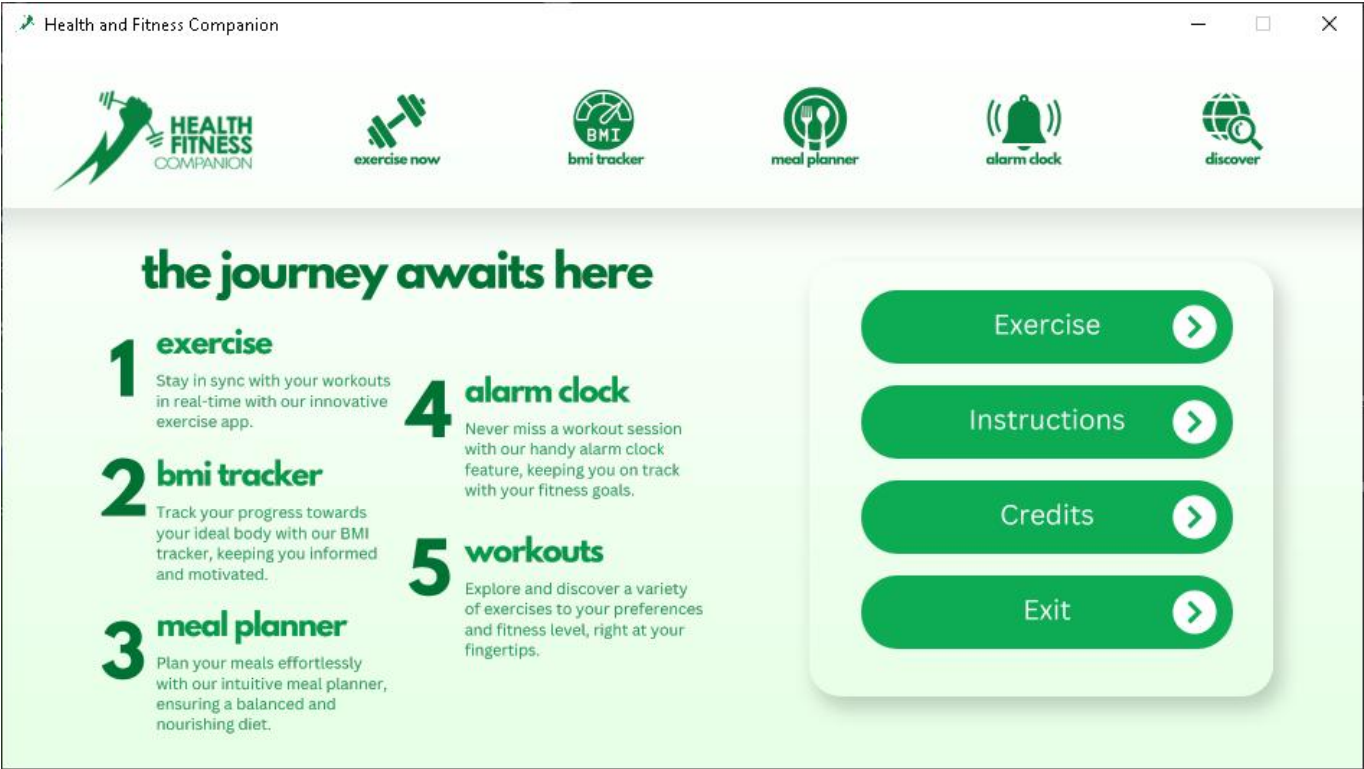 Health and Fitness Companion
HEALTH
FITNESS
COMPANION
exercise now
BMI
bmi tracker
meal planner
alarm clock
discover
the journey awaits here
1
exercise
Stay in sync with your workouts
in real-time with our innovative
exercise app.
2
bmi tracker
Track your progress towards
your ideal body with our BMI
tracker, keeping you informed
and motivated.
3
meal planner
Plan your meals effortlessly
with our intuitive meal planner,
ensuring a balanced and
nourishing diet.
4
alarm clock
Never miss a workout session
with our handy alarm clock
feature, keeping you on track
with your fitness goals.
5
workouts
Explore and discover a variety
of exercises to your preferences
and fitness level, right at your
fingertips.
Exercise
Instructions
Credits
Exit